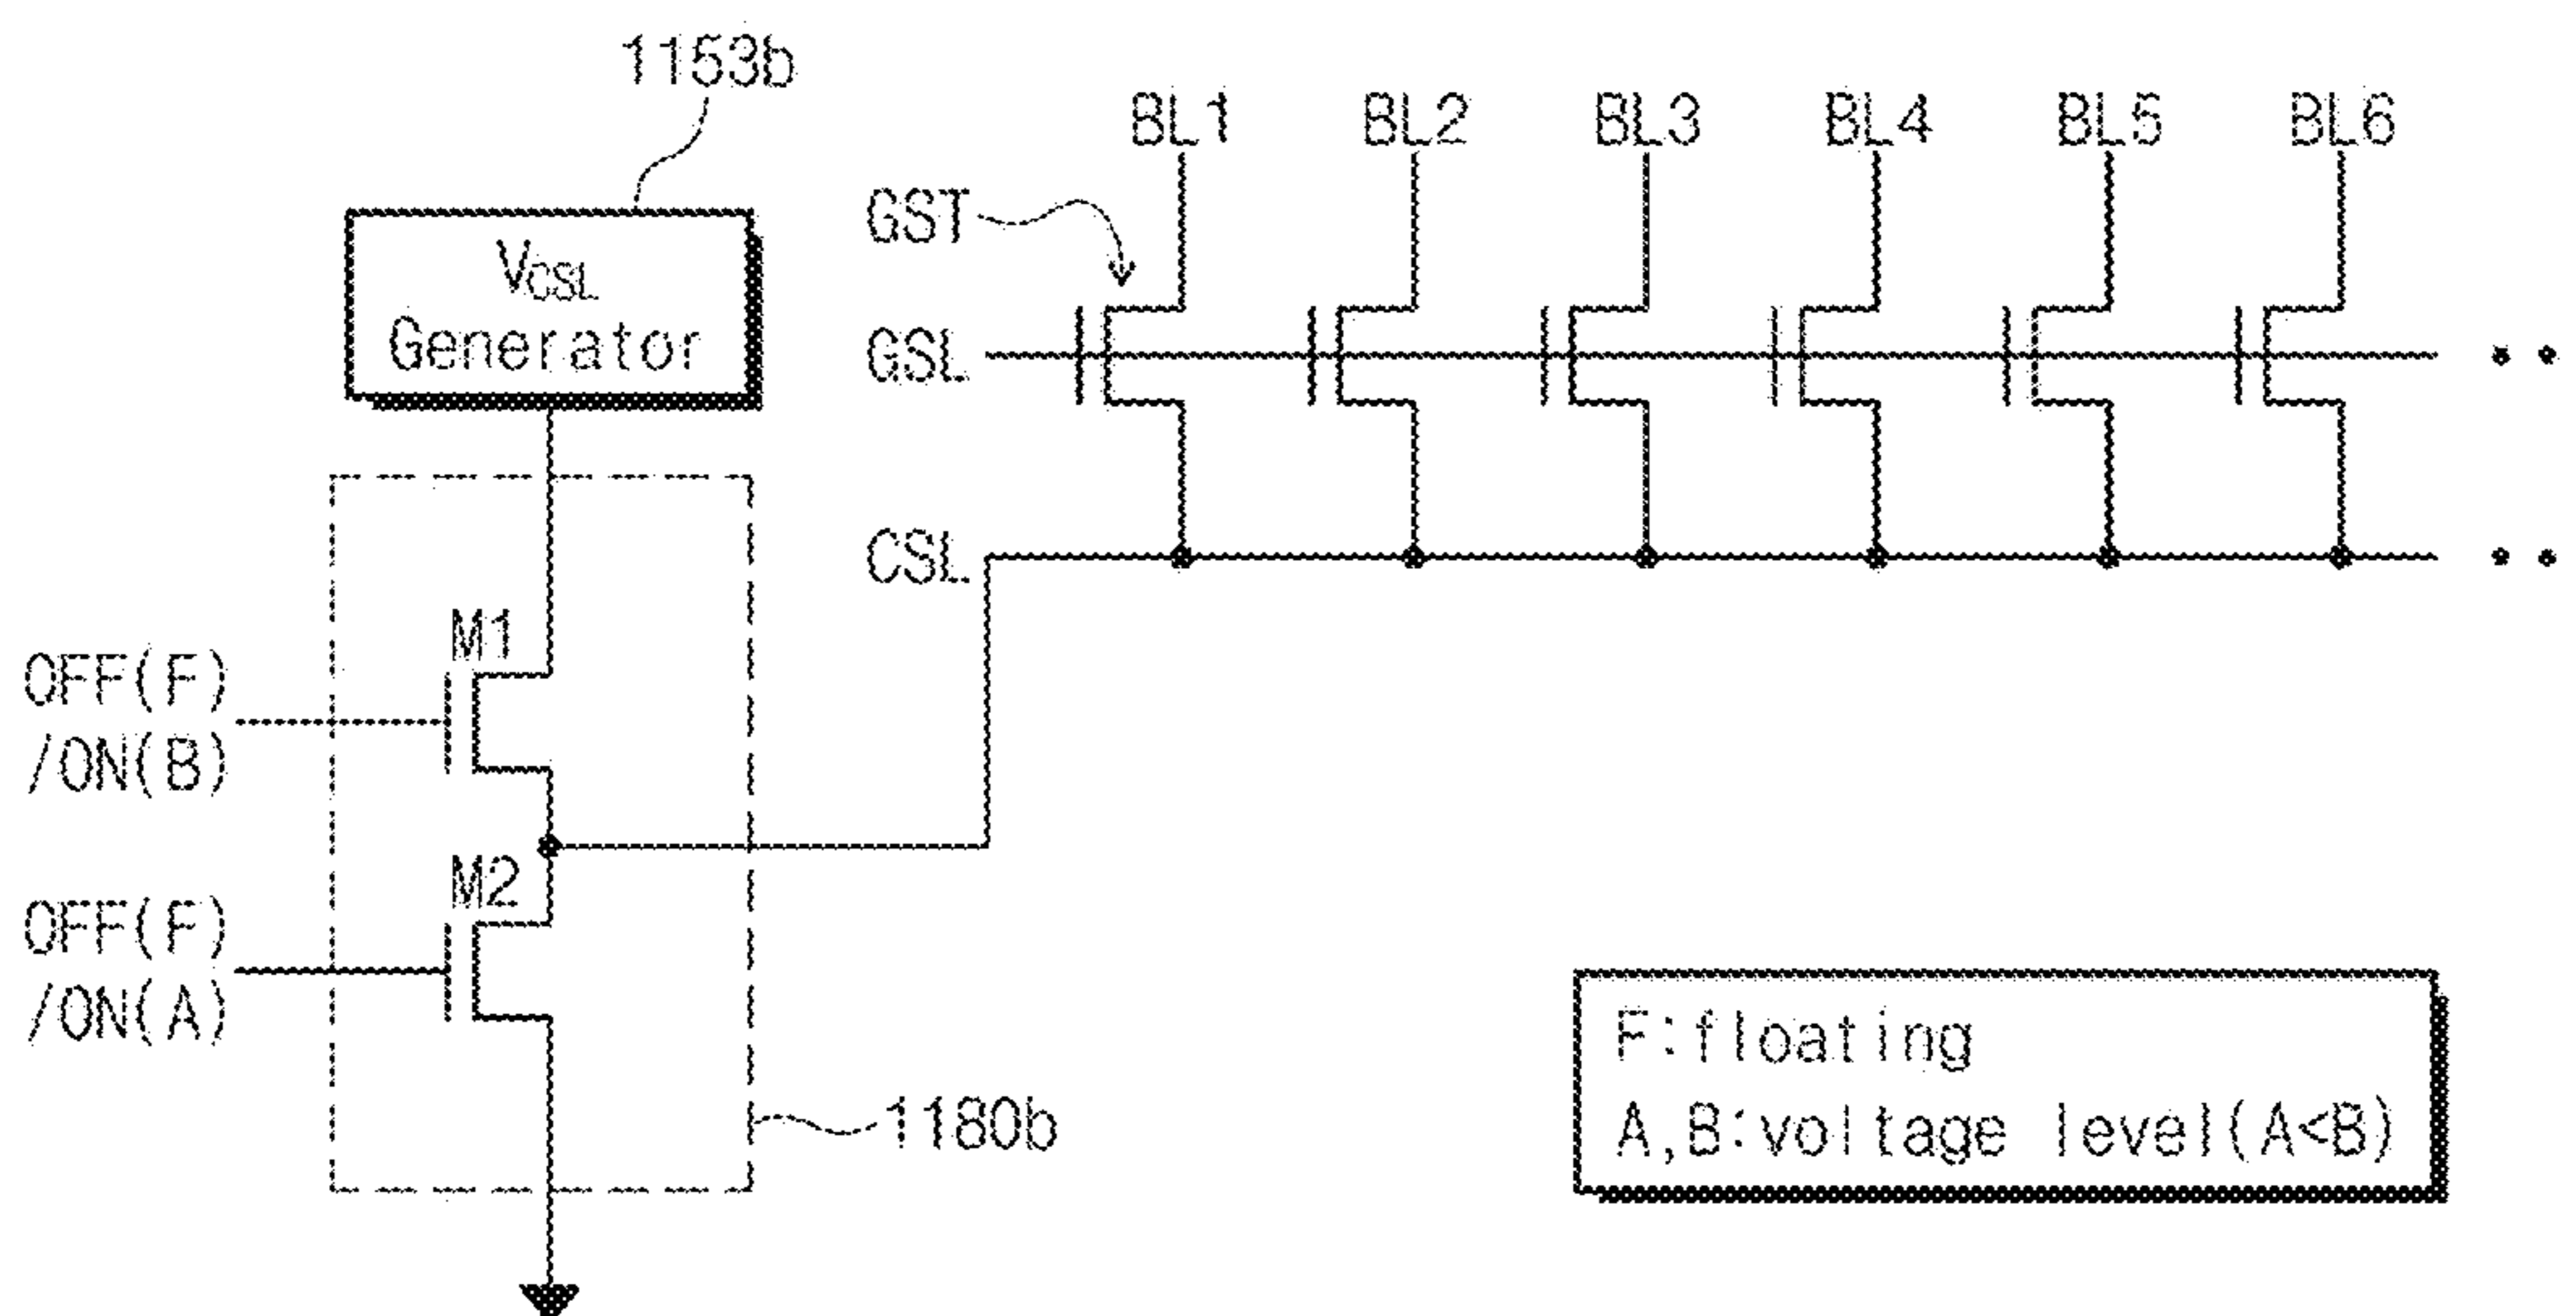 1153b
BL1 BL2 BL3 BL4 BL5 BL6
GST
VCSL
Generator
GSL
CSL
M1
OFF(F)
/ON(B)
M2
OFF(F)
/ON(A)
1180b
F:floating
A,B:voltage level(A<B)